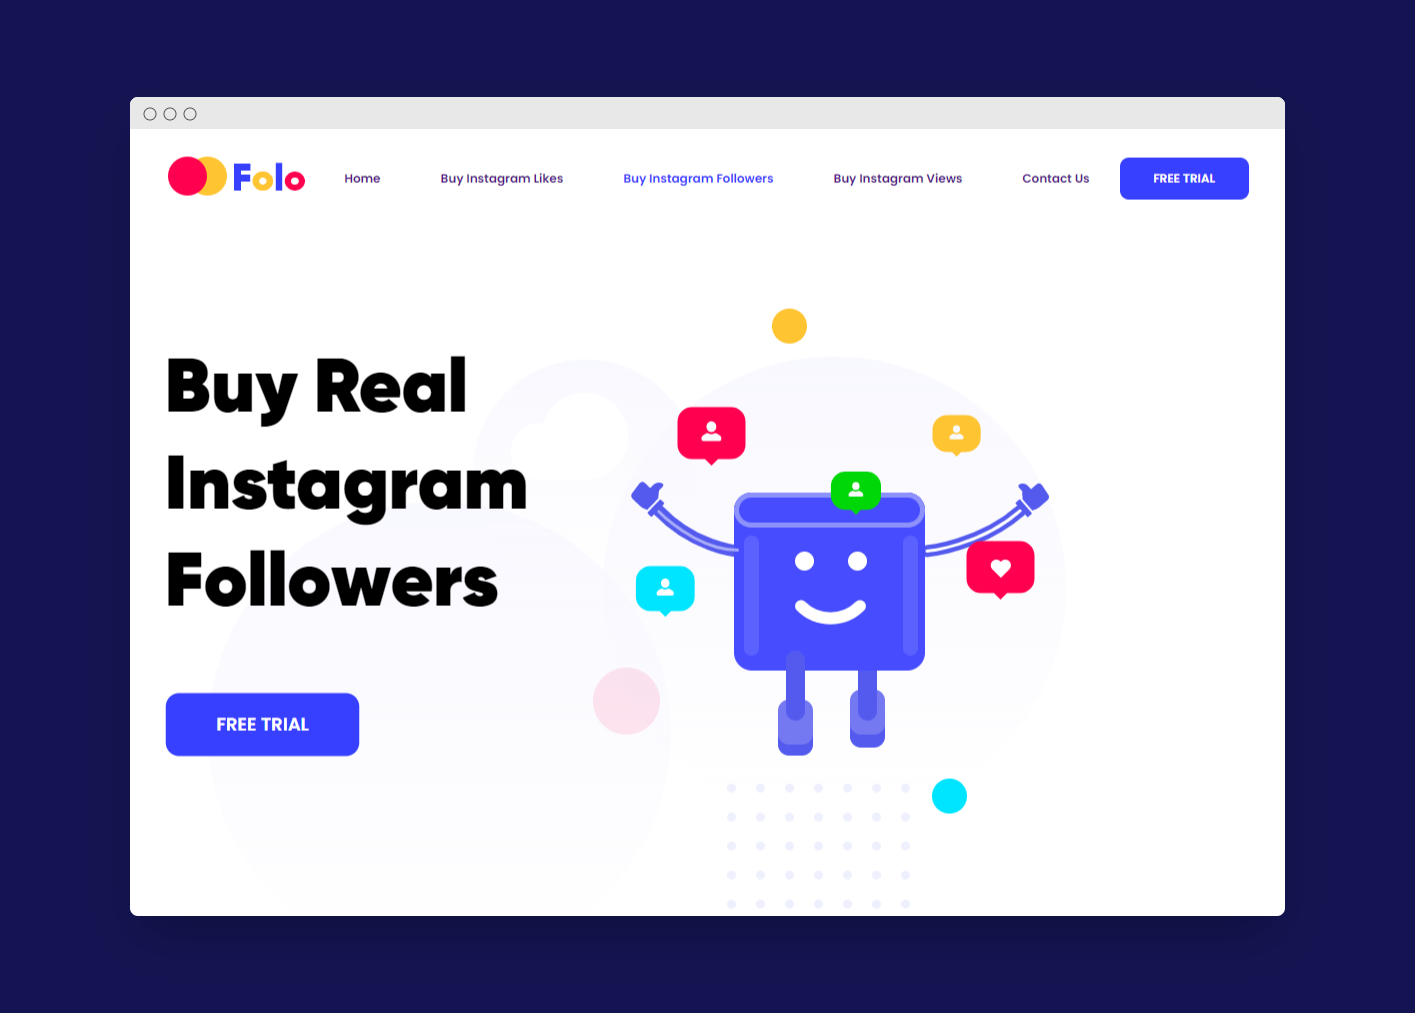 Folo
Home
Buy Instagram Likes
Buy Instagram Followers
Buy Instagram Views
Contact Us
FREE TRIAL
Buy Real
Instagram
Followers
FREE TRIAL